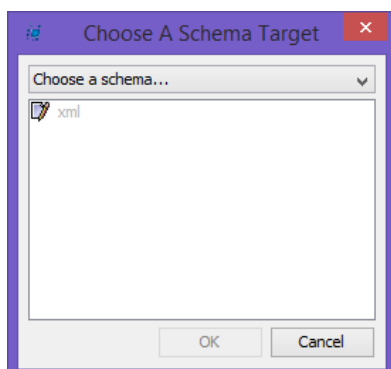 Choose A Schema Target
Choose a schema...
xml
OK
Cancel